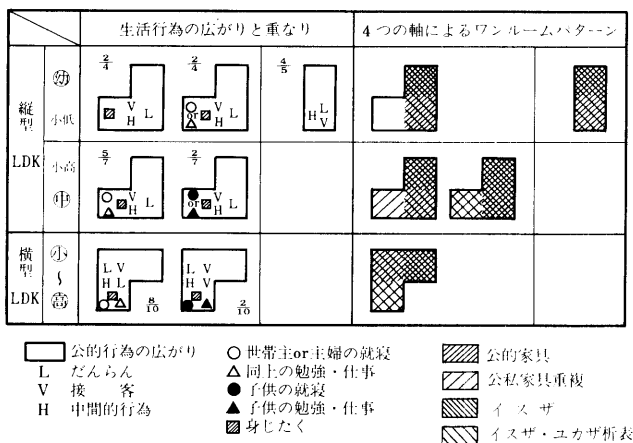 生活行為の広がりと重なり
4つの軸によるワンルームパターン
縦型
LDK
幼
小低
2/4
V
H L
2/4
or
V
H L
4/5
H L
V
小高
中
5/7
V
H L
2/7
or
V
H L
横型
LDK
小
〜
高
L V
H L
8/10
L V
H V
2/10
公的行為の広がり
L だんらん
V 接客
H 中間的行為
○ 世帯主or主婦の就寝
△ 同上の勉強・仕事
● 子供の就寝
▲ 子供の勉強・仕事
身じたく
公的家具
公私家具重複
イスザ
イスザ・ユカザ折衷